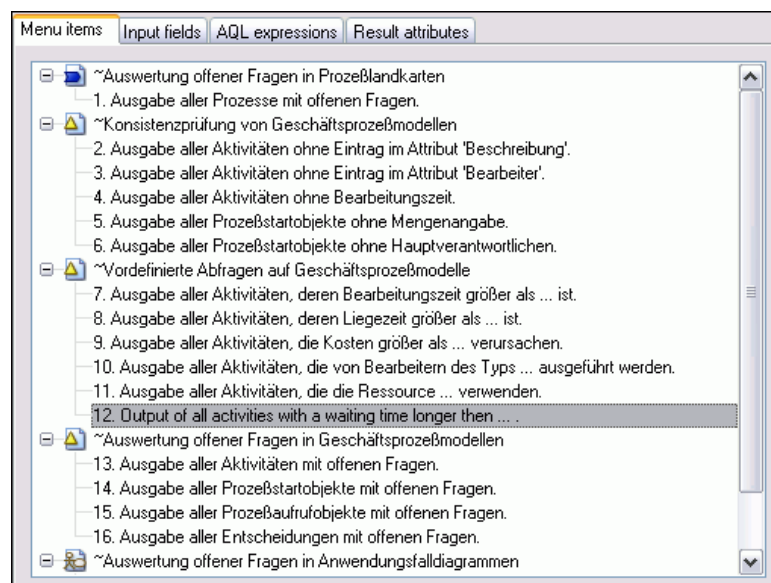 Menu items Input fields AQL expressions Result attributes
~Auswertung offener Fragen in Prozeßlandkarten
1. Ausgabe aller Prozesse mit offenen Fragen.
~Konsistenzprüfung von Geschäftsprozeßmodellen
2. Ausgabe aller Aktivitäten ohne Eintrag im Attribut 'Beschreibung'.
3. Ausgabe aller Aktivitäten ohne Eintrag im Attribut 'Bearbeiter'.
4. Ausgabe aller Aktivitäten ohne Bearbeitungszeit.
5. Ausgabe aller Prozeßstartobjekte ohne Mengenangabe.
6. Ausgabe aller Prozeßstartobjekte ohne Hauptverantwortlichen.
~Vordefinierte Abfragen auf Geschäftsprozeßmodelle
7. Ausgabe aller Aktivitäten, deren Bearbeitungszeit größer als ... ist.
8. Ausgabe aller Aktivitäten, deren Liegezeit größer als ... ist.
9. Ausgabe aller Aktivitäten, die Kosten größer als ... verursachen.
10. Ausgabe aller Aktivitäten, die von Bearbeitern des Typs ... ausgeführt werden.
11. Ausgabe aller Aktivitäten, die die Ressource ... verwenden.
12. Output of all activities with a waiting time longer then ... .
~Auswertung offener Fragen in Geschäftsprozeßmodellen
13. Ausgabe aller Aktivitäten mit offenen Fragen.
14. Ausgabe aller Prozeßstartobjekte mit offenen Fragen.
15. Ausgabe aller Prozeßaufrufobjekte mit offenen Fragen.
16. Ausgabe aller Entscheidungen mit offenen Fragen.
~Auswertung offener Fragen in Anwendungsfalldiagrammen